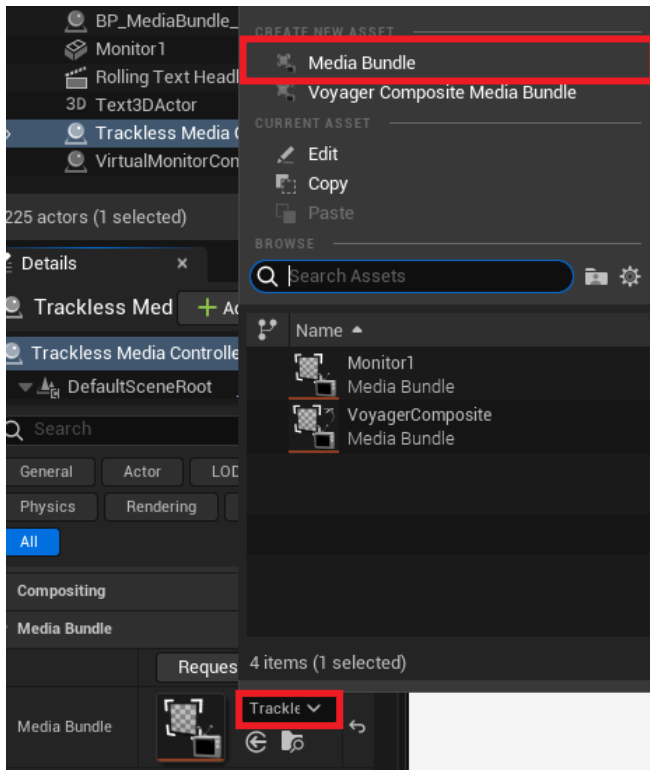 BP_MediaBundle_
Monitor1
Rolling Text Headl
3D Text3DActor
Trackless Media C
VirtualMonitorCon
225 actors (1 selected)
Details
Trackless Med
+ Ad
Trackless Media Controlle
DefaultSceneRoot
Search
General
Actor
LOD
Physics
Rendering
All
Compositing
Media Bundle
Reques
Media Bundle
Trackle
CREATE NEW ASSET
Media Bundle
Voyager Composite Media Bundle
CURRENT ASSET
Edit
Copy
Paste
BROWSE
Search Assets
Name
Monitor1
Media Bundle
VoyagerComposite
Media Bundle
4 items (1 selected)